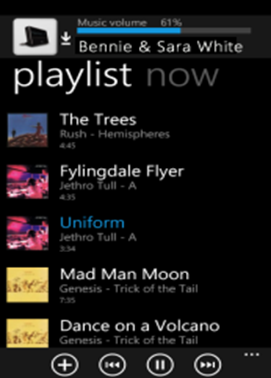 Music volume 61%
Bennie & Sara White
playlist now
The Trees
Rush - Hemispheres
4:45
Fylingdale Flyer
Jethro Tull - A
4:35
Uniform
Jethro Tull - A
3:34
Mad Man Moon
Genesis - Trick of the Tail
7:35
Dance on a Volcano
Genesis - Trick of the Tail